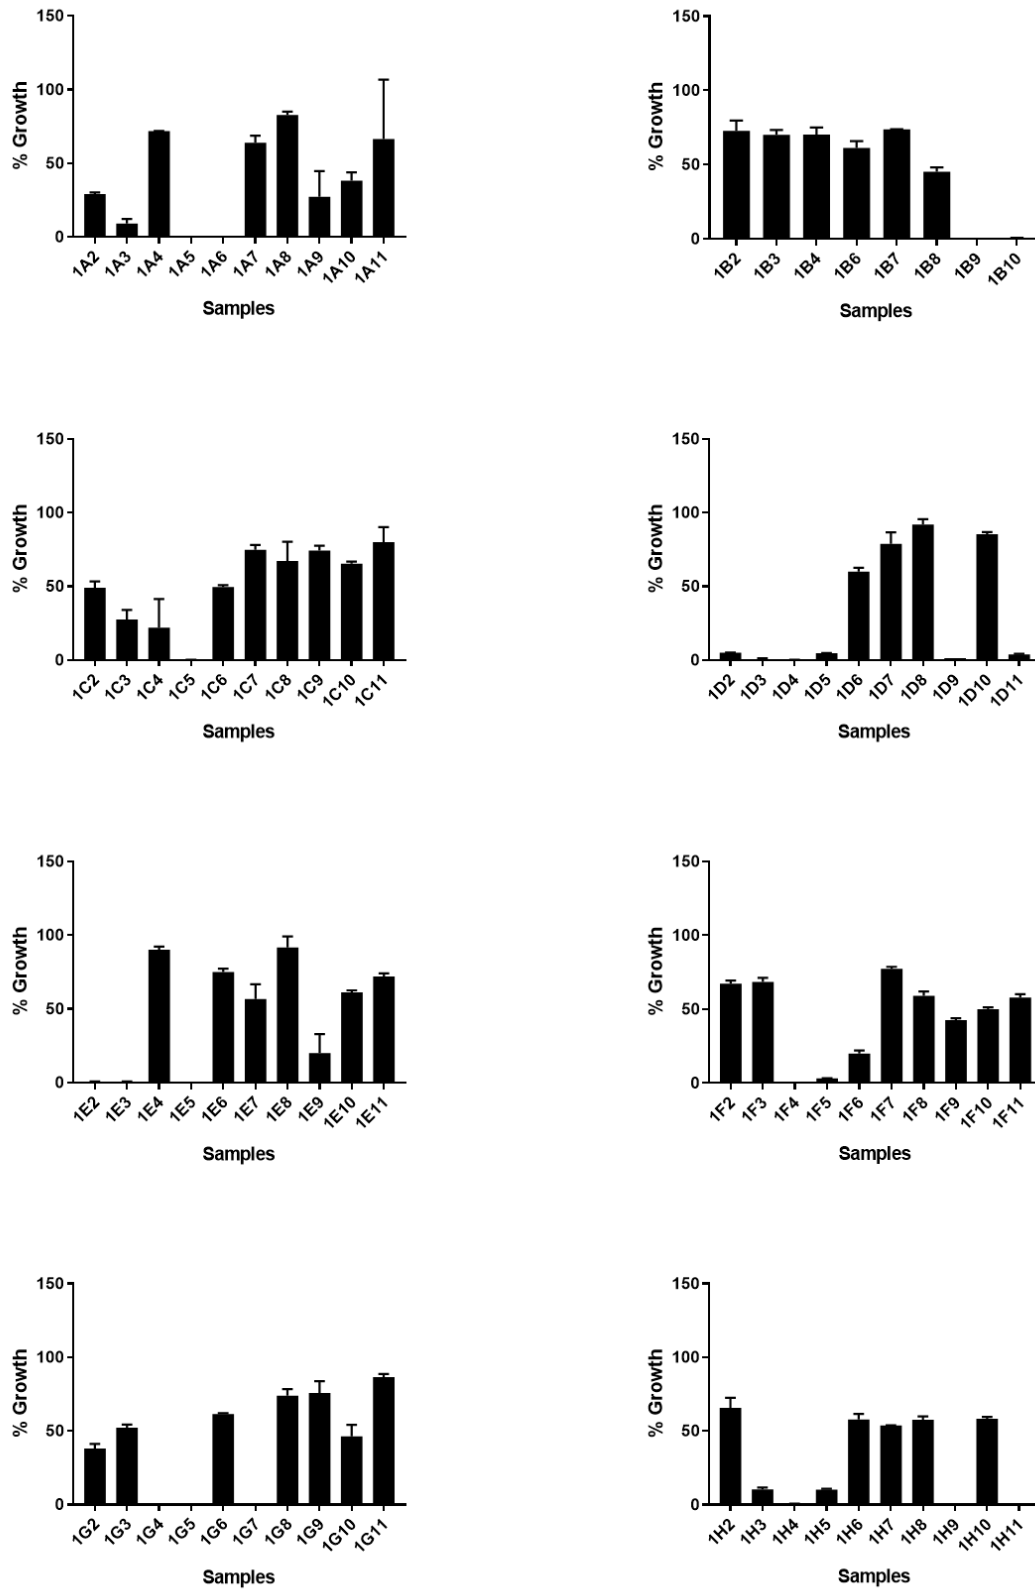 150
100
50
0
% Growth
1A2 1A3 1A4 1A5 1A6 1A7 1A8 1A9 1A10 1A11
Samples
150
100
50
0
% Growth
1B2 1B3 1B4 1B6 1B7 1B8 1B9 1B10
Samples
150
100
50
0
% Growth
1C2 1C3 1C4 1C5 1C6 1C7 1C8 1C9 1C10 1C11
Samples
150
100
50
0
% Growth
1D2 1D3 1D4 1D5 1D6 1D7 1D8 1D9 1D10 1D11
Samples
150
100
50
0
% Growth
1E2 1E3 1E4 1E5 1E6 1E7 1E8 1E9 1E10 1E11
Samples
150
100
50
0
% Growth
1F2 1F3 1F4 1F5 1F6 1F7 1F8 1F9 1F10 1F11
Samples
150
100
50
0
% Growth
1G2 1G3 1G4 1G5 1G6 1G7 1G8 1G9 1G10 1G11
Samples
150
100
50
0
% Growth
1H2 1H3 1H4 1H5 1H6 1H7 1H8 1H9 1H10 1H11
Samples